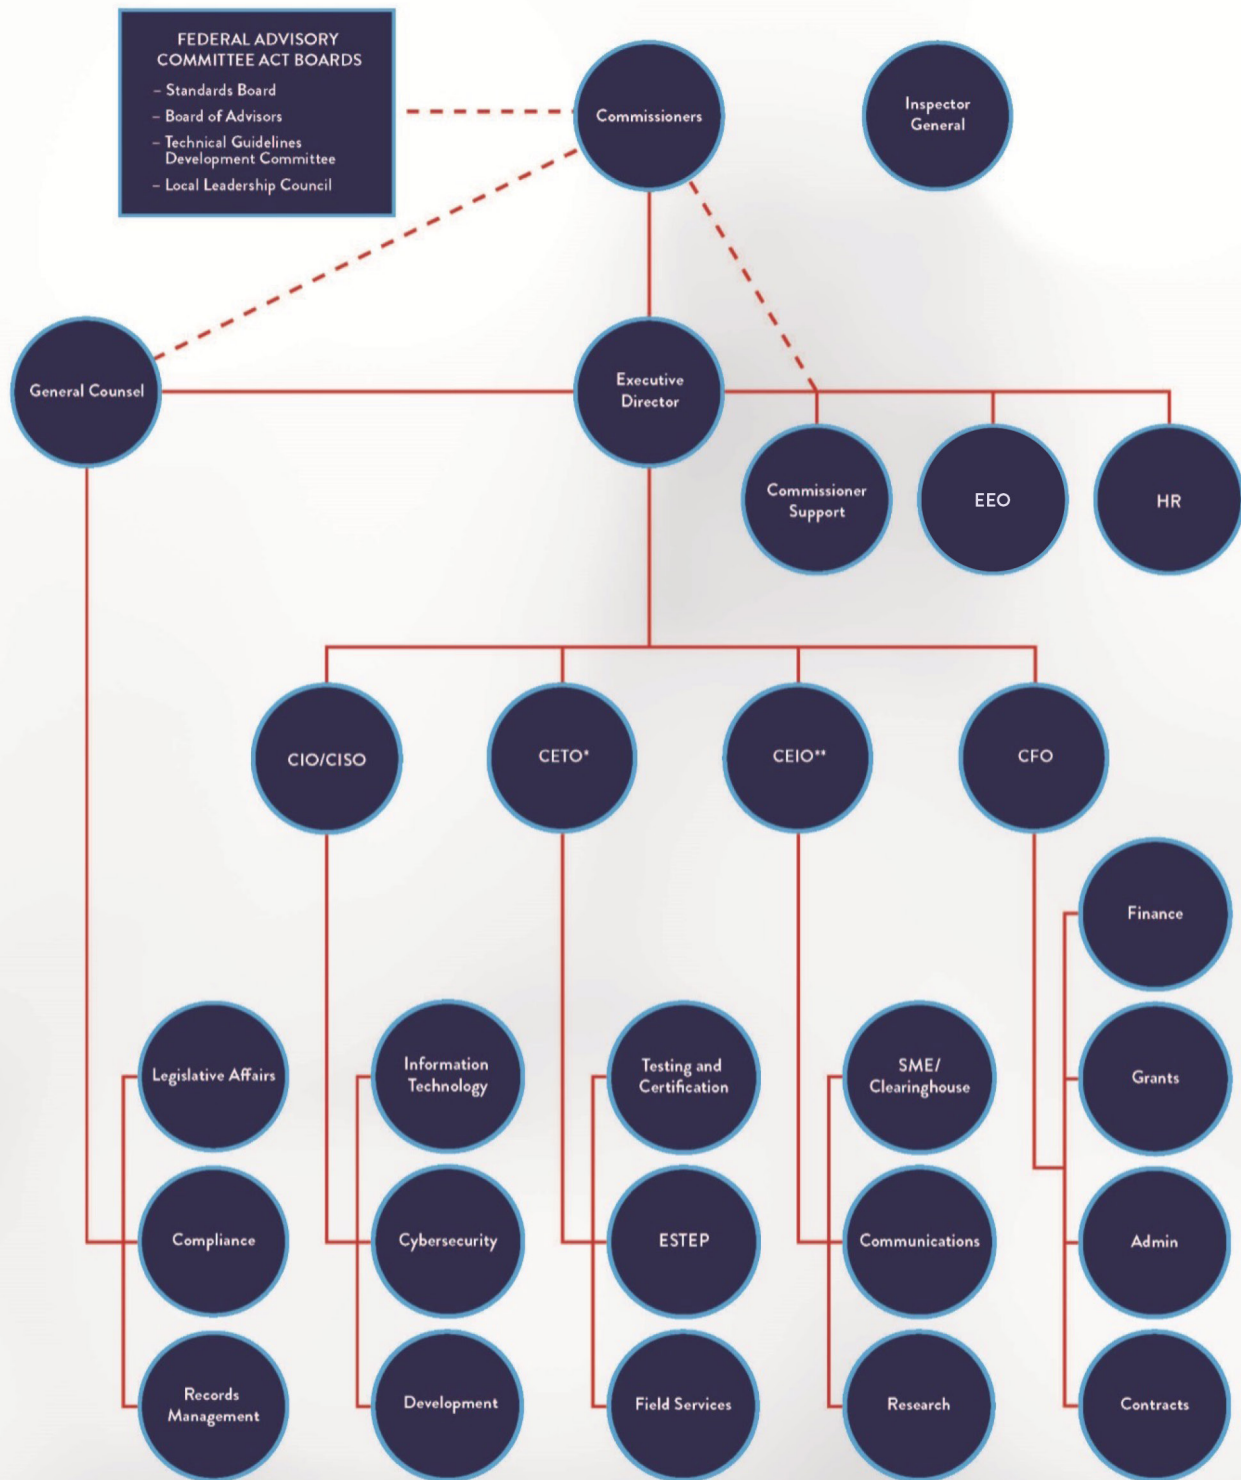 FEDERAL ADVISORY
COMMITTEE ACT BOARDS
– Standards Board
– Board of Advisors
– Technical Guidelines
Development Committee
– Local Leadership Council
Commissioners
Inspector
General
General Counsel
Executive
Director
Commissioner
Support
EEO
HR
CIO/CISO
CETO*
CEIO**
CFO
Finance
Legislative Affairs
Information
Technology
Testing and
Certification
SME/
Clearinghouse
Grants
Compliance
Cybersecurity
ESTEP
Communications
Admin
Records
Management
Development
Field Services
Research
Contracts